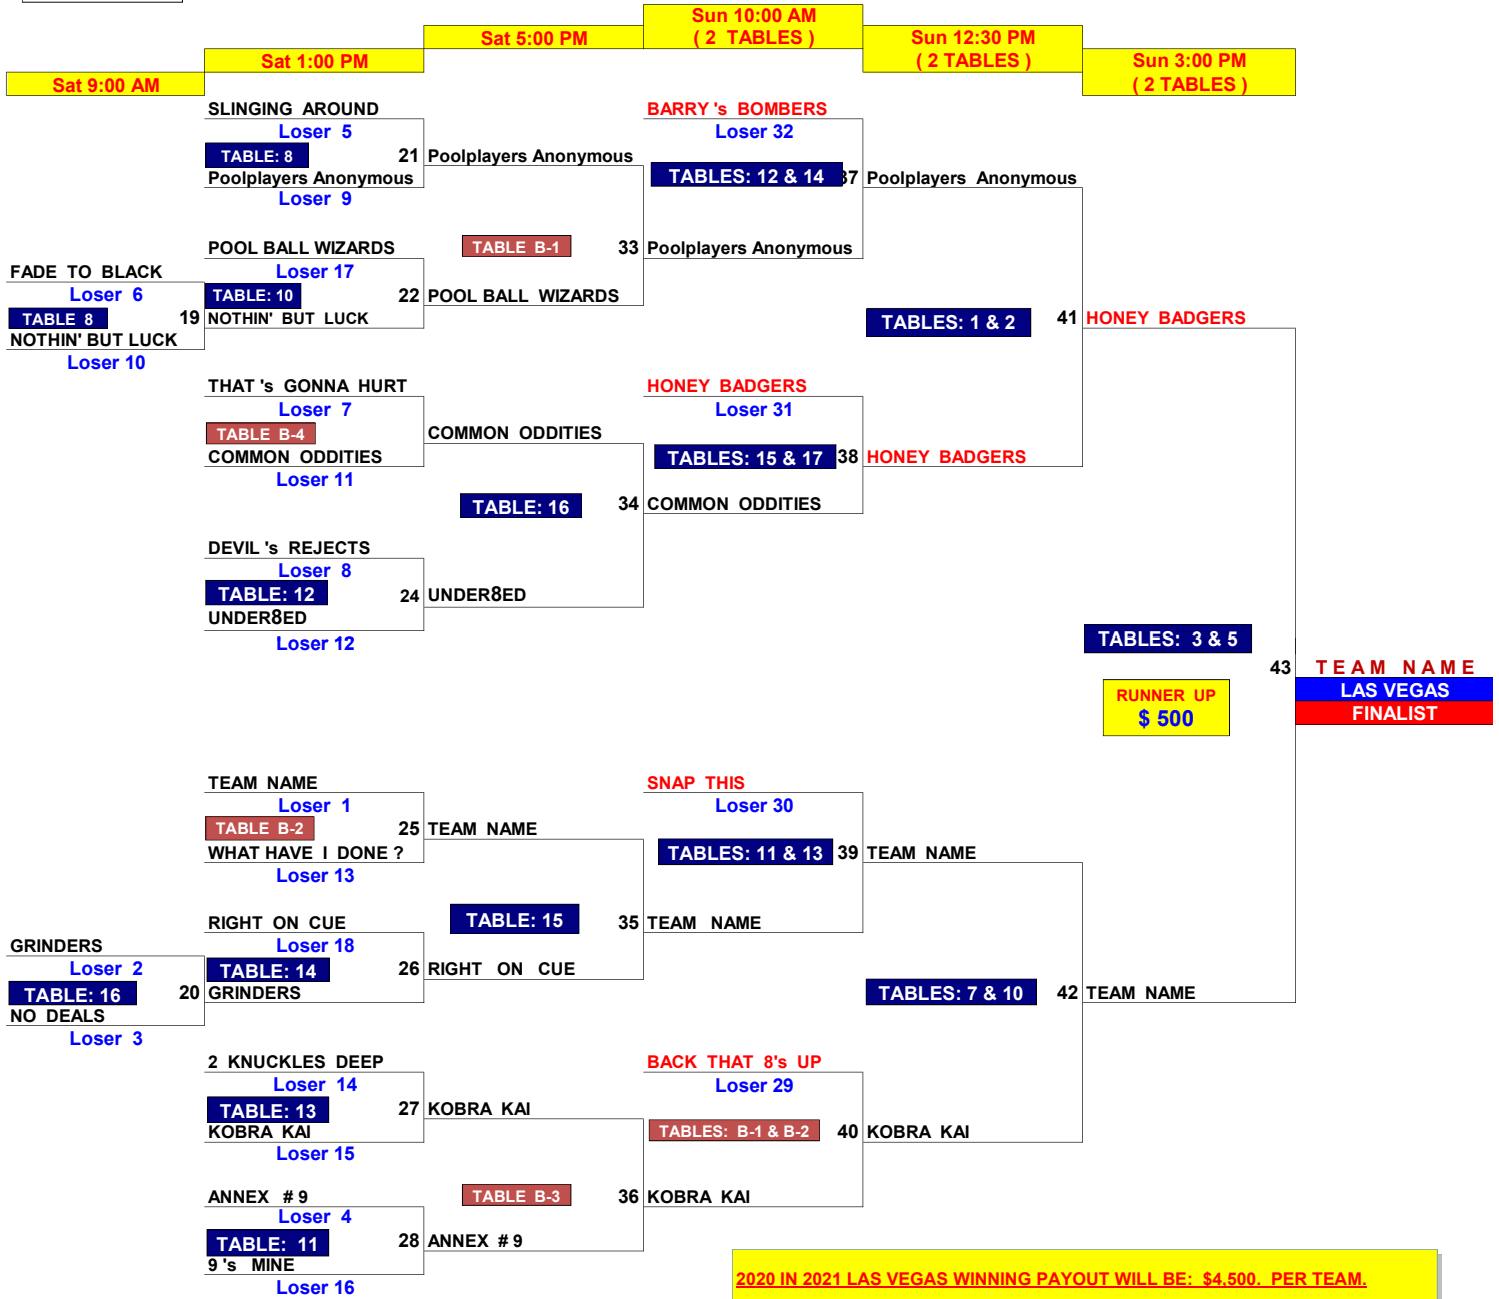 Sun 10:00 AM
( 2 TABLES )
Sat 5:00 PM
Sun 12:30 PM
( 2 TABLES )
Sat 1:00 PM
Sun 3:00 PM
( 2 TABLES )
Sat 9:00 AM
SLINGING AROUND
BARRY 's BOMBERS
Loser 5
Loser 32
TABLE: 8
21 Poolplayers Anonymous
TABLES: 12 & 14
37 Poolplayers Anonymous
Poolplayers Anonymous
Loser 9
POOL BALL WIZARDS
TABLE B-1
33 Poolplayers Anonymous
FADE TO BLACK
Loser 17
Loser 6
TABLE: 10
22 POOL BALL WIZARDS
TABLE 8
19 NOTHIN' BUT LUCK
TABLES: 1 & 2
41 HONEY BADGERS
NOTHIN' BUT LUCK
Loser 10
THAT 's GONNA HURT
HONEY BADGERS
Loser 7
Loser 31
TABLE B-4
COMMON ODDITIES
COMMON ODDITIES
TABLES: 15 & 17
38 HONEY BADGERS
Loser 11
TABLE: 16
34 COMMON ODDITIES
DEVIL 's REJECTS
Loser 8
TABLE: 12
24 UNDER8ED
UNDER8ED
Loser 12
TABLES: 3 & 5
43 TEAM NAME
LAS VEGAS
FINALIST
RUNNER UP
$ 500
TEAM NAME
SNAP THIS
Loser 1
Loser 30
TABLE B-2
25 TEAM NAME
WHAT HAVE I DONE ?
TABLES: 11 & 13
39 TEAM NAME
Loser 13
RIGHT ON CUE
TABLE: 15
35 TEAM NAME
GRINDERS
Loser 18
Loser 2
TABLE: 14
26 RIGHT ON CUE
TABLE: 16
20 GRINDERS
TABLES: 7 & 10
42 TEAM NAME
NO DEALS
Loser 3
2 KNUCKLES DEEP
BACK THAT 8's UP
Loser 14
Loser 29
TABLE: 13
27 KOBRA KAI
KOBRA KAI
TABLES: B-1 & B-2
40 KOBRA KAI
Loser 15
ANNEX # 9
TABLE B-3
36 KOBRA KAI
Loser 4
TABLE: 11
28 ANNEX # 9
9 's MINE
Loser 16
2020 IN 2021 LAS VEGAS WINNING PAYOUT WILL BE: $4,500. PER TEAM.